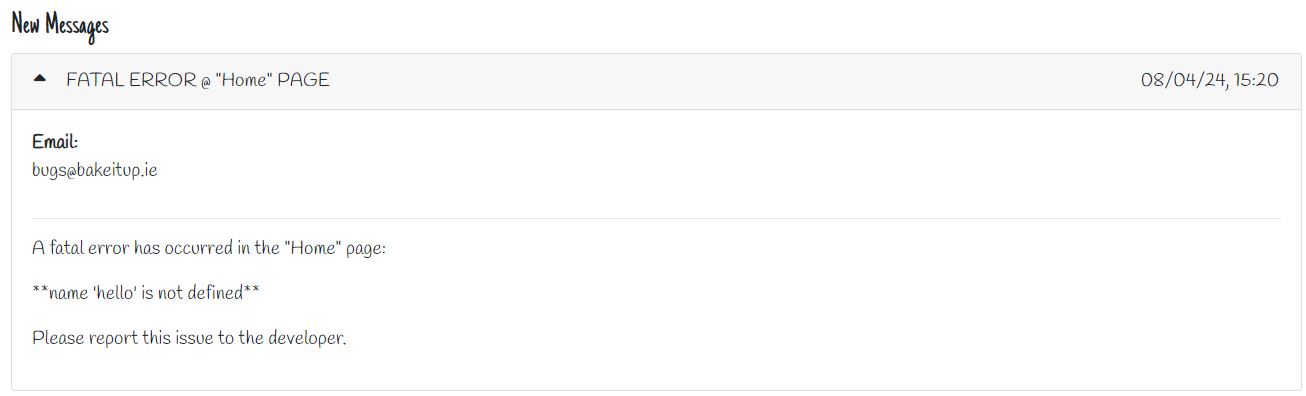 New Messages
FATAL ERROR @ "Home" PAGE 08/04/24, 15:20
Email:
bugs@bakeitup.ie
A fatal error has occurred in the "Home" page:
**name 'hello' is not defined**
Please report this issue to the developer.